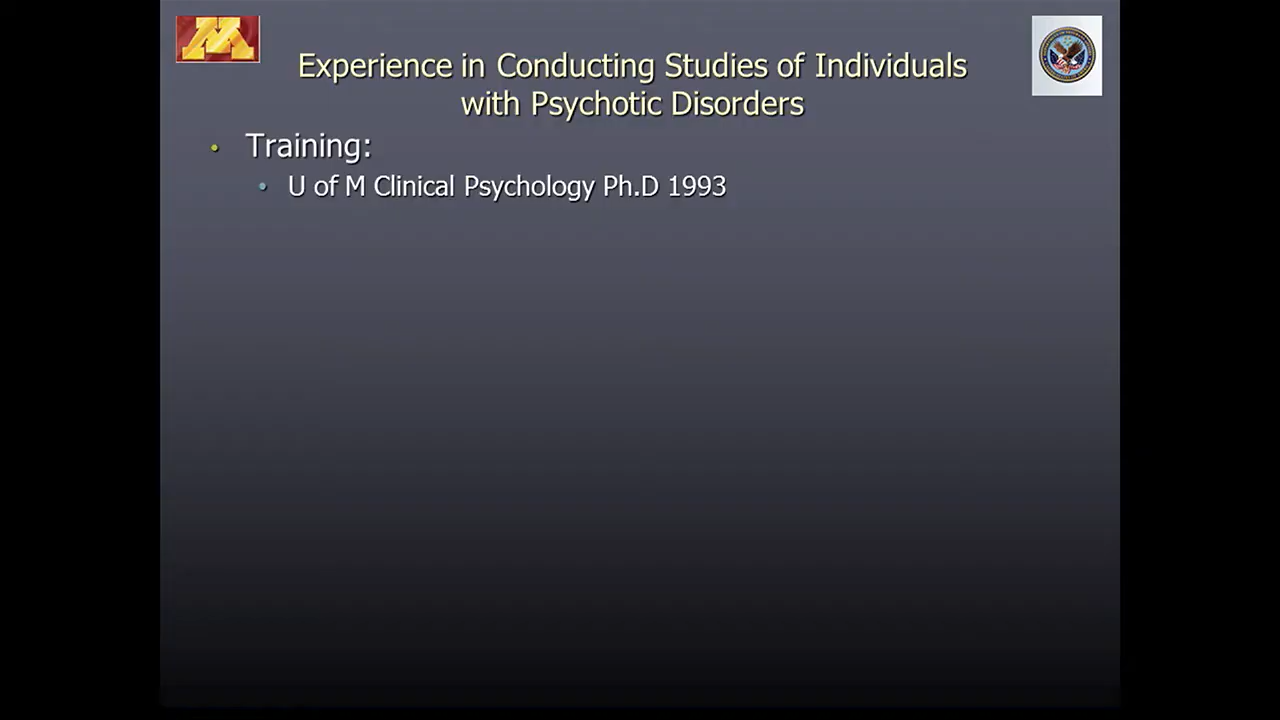 M
Experience in Conducting Studies of Individuals
with Psychotic Disorders
• Training:
• U of M Clinical Psychology Ph.D 1993